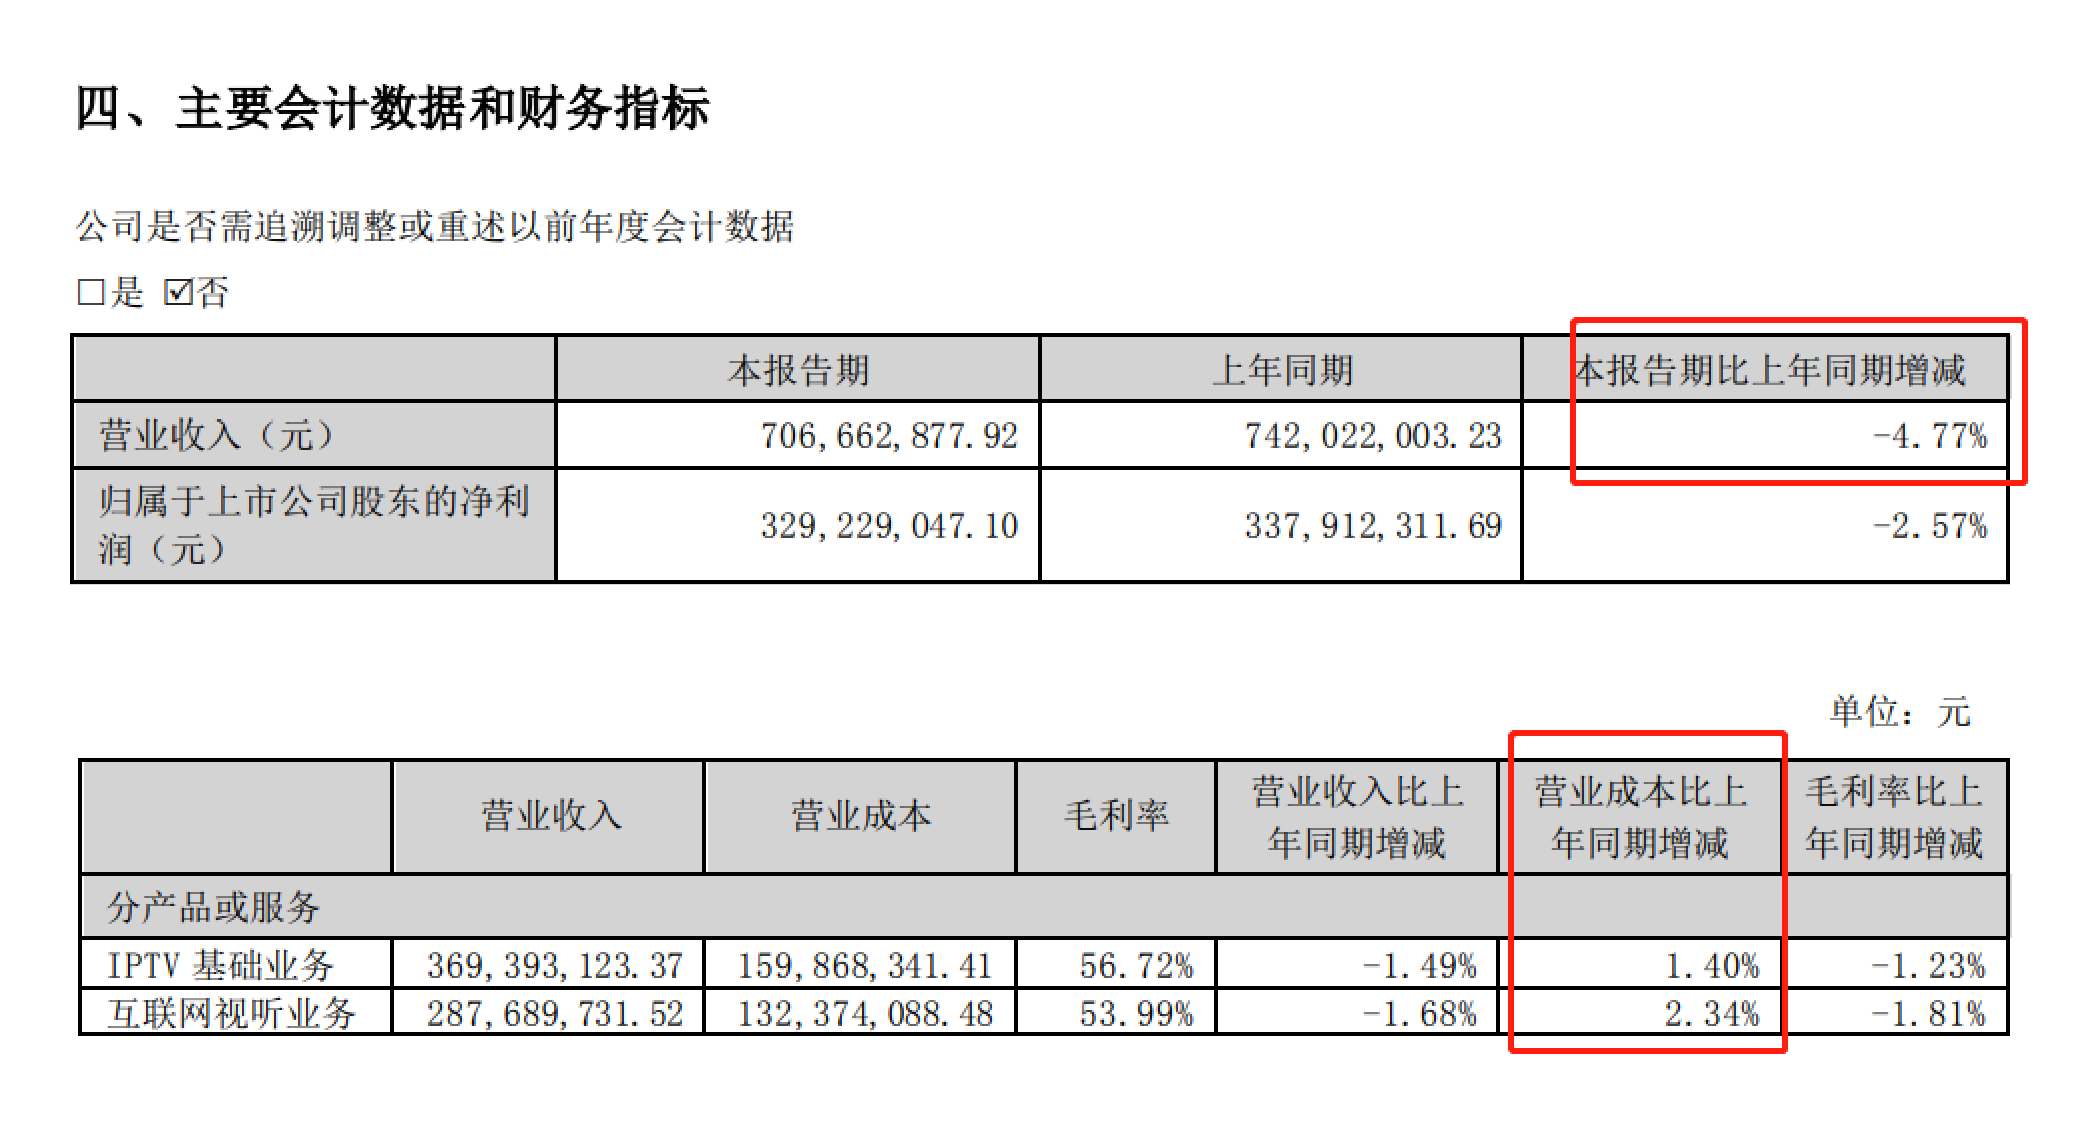 四、主要会计数据和财务指标
公司是否需追溯调整或重述以前年度会计数据
□是 ☑否
本报告期 上年同期 本报告期比上年同期增减
营业收入（元） 706,662,877.92 742,022,003.23 -4.77%
归属于上市公司股东的净利
润（元） 329,229,047.10 337,912,311.69 -2.57%
单位：元
营业收入 营业成本 毛利率 营业收入比上 营业成本比上 毛利率比上
年同期增减 年同期增减 年同期增减
分产品或服务
IPTV 基础业务 369,393,123.37 159,868,341.41 56.72% -1.49% 1.40% -1.23%
互联网视听业务 287,689,731.52 132,374,088.48 53.99% -1.68% 2.34% -1.81%